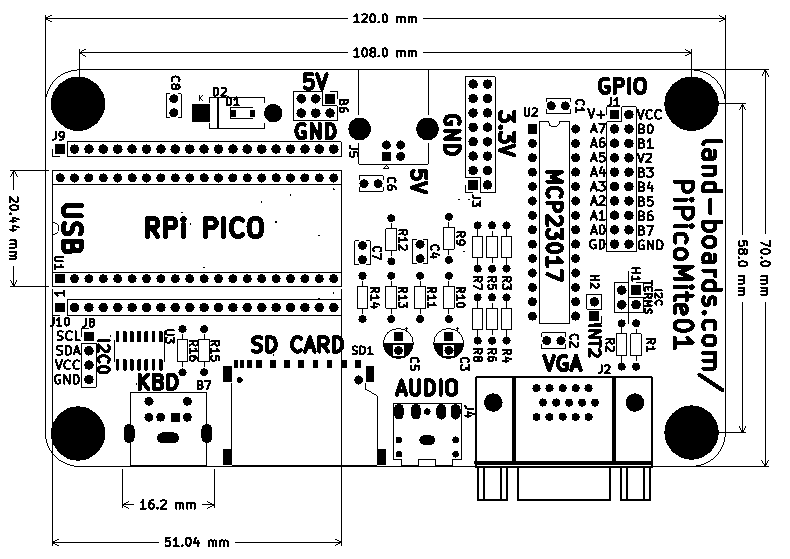 120.0 mm
108.0 mm
C8
K
D2
D1
5V
B6
GND
J9
J5
C6
5V
GND
3.3V
J3
U2
C1
MCP23017
GPIO
J1
V+ VCC
A7 B0
A6 B1
A5 V2
A4 B3
A3 B4
A2 B5
A1 B6
A0 B7
GD GND
land-boards.com/
PiPicoMite01
58.0 mm
70.0 mm
20.44 mm
USB
RPi PICO
U1
1
R12
R9
C7
C4
R14
R13
R11
R10
R7
R5
R3
R8
R6
R4
H2
H1
I2C
TERMS
INT2
R2
R1
C2
VGA
J2
J10
J8
SCL
SDA
VCC
GND
I2C0
U3
R16
R15
KBD
B7
SD CARD
SD1
C5
C3
AUDIO
J4
16.2 mm
51.04 mm